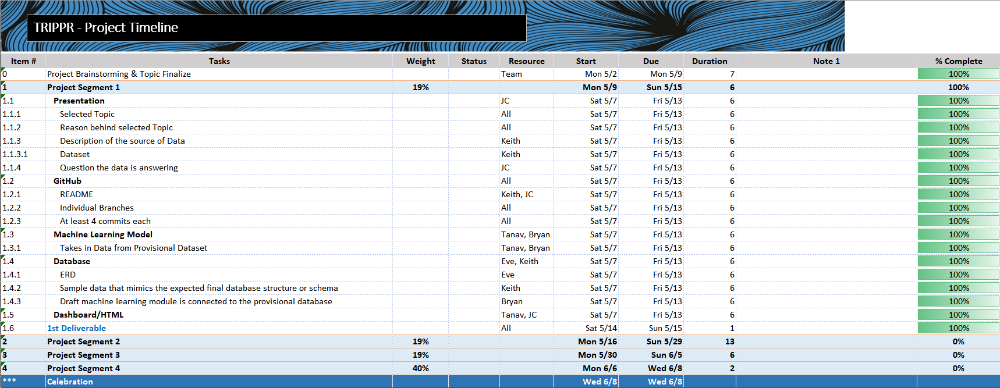 TRIPPR - Project Timeline
Item # Tasks Weight Status Resource Start Due Duration Note 1 % Complete
0 Project Brainstorming & Topic Finalize Team Mon 5/2 Mon 5/9 7 100%
1 Project Segment 1 19% Mon 5/9 Sun 5/15 6 100%
1.1 Presentation JC Sat 5/7 Fri 5/13 6 100%
1.1.1 Selected Topic All Sat 5/7 Fri 5/13 6 100%
1.1.2 Reason behind selected Topic All Sat 5/7 Fri 5/13 6 100%
1.1.3 Description of the source of Data Keith Sat 5/7 Fri 5/13 6 100%
1.1.3.1 Dataset Keith Sat 5/7 Fri 5/13 6 100%
1.1.4 Question the data is answering JC Sat 5/7 Fri 5/13 6 100%
1.2 GitHub All Sat 5/7 Fri 5/13 6 100%
1.2.1 README Keith, JC Sat 5/7 Fri 5/13 6 100%
1.2.2 Individual Branches All Sat 5/7 Fri 5/13 6 100%
1.2.3 At least 4 commits each All Sat 5/7 Fri 5/13 6 100%
1.3 Machine Learning Model Tanav, Bryan Sat 5/7 Fri 5/13 6 100%
1.3.1 Takes in Data from Provisional Dataset Tanav, Bryan Sat 5/7 Fri 5/13 6 100%
1.4 Database Eve, Keith Sat 5/7 Fri 5/13 6 100%
1.4.1 ERD Eve Sat 5/7 Fri 5/13 6 100%
1.4.2 Sample data that mimics the expected final database structure or schema Keith Sat 5/7 Fri 5/13 6 100%
1.4.3 Draft machine learning module is connected to the provisional database Bryan Sat 5/7 Fri 5/13 6 100%
1.5 Dashboard/HTML Tanav, JC Sat 5/7 Fri 5/13 6 100%
1.6 1st Deliverable All Sat 5/14 Sun 5/15 1 100%
2 Project Segment 2 19% Mon 5/16 Sun 5/29 13 0%
3 Project Segment 3 19% Mon 5/30 Sun 6/5 6 0%
4 Project Segment 4 40% Mon 6/6 Wed 6/8 2 0%
*** Celebration Wed 6/8 Wed 6/8